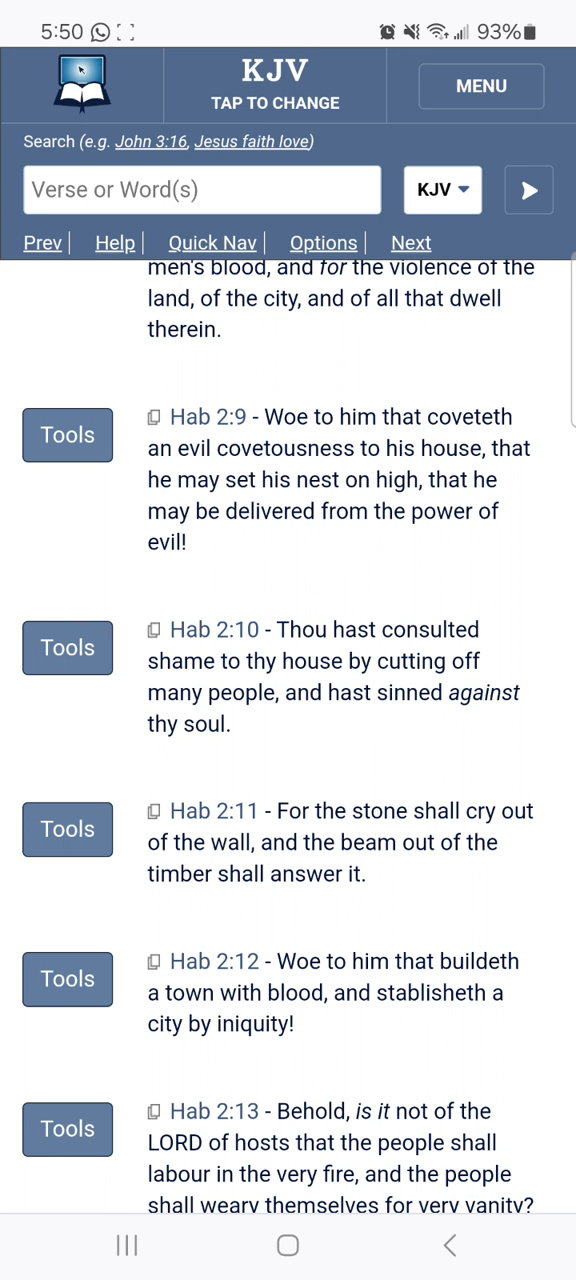 5:50 93%
KJV
TAP TO CHANGE
MENU
Search (e.g. John 3:16, Jesus faith love)
Verse or Word(s)
KJV
Prev | Help | Quick Nav | Options | Next
men's blood, and for the violence of the
land, of the city, and of all that dwell
therein.
Tools
Hab 2:9 - Woe to him that coveteth
an evil covetousness to his house, that
he may set his nest on high, that he
may be delivered from the power of
evil!
Tools
Hab 2:10 - Thou hast consulted
shame to thy house by cutting off
many people, and hast sinned against
thy soul.
Tools
Hab 2:11 - For the stone shall cry out
of the wall, and the beam out of the
timber shall answer it.
Tools
Hab 2:12 - Woe to him that buildeth
a town with blood, and stablisheth a
city by iniquity!
Tools
Hab 2:13 - Behold, is it not of the
LORD of hosts that the people shall
labour in the very fire, and the people
shall weary themselves for very vanity?